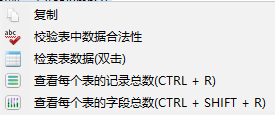 复制
abc 校验表中数据合法性
检索表数据(双击)
查看每个表的记录总数(CTRL + R)
查看每个表的字段总数(CTRL + SHIFT + R)